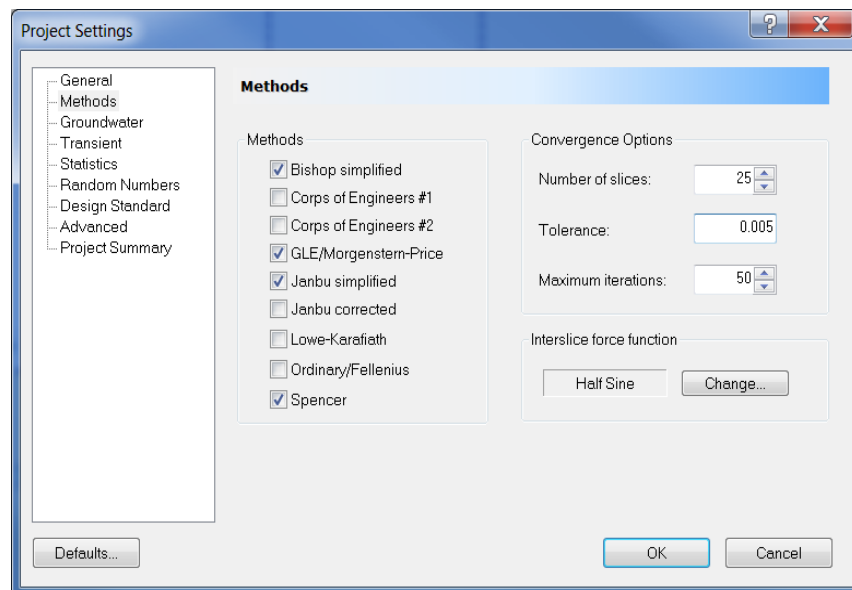 Project Settings
General
Methods
Groundwater
Transient
Statistics
Random Numbers
Design Standard
Advanced
Project Summary
Methods
Methods
Bishop simplified
Corps of Engineers #1
Corps of Engineers #2
GLE/Morgenstern-Price
Janbu simplified
Janbu corrected
Lowe-Karafiath
Ordinary/Fellenius
Spencer
Convergence Options
Number of slices: 25
Tolerance: 0.005
Maximum iterations: 50
Interslice force function
Half Sine Change...
Defaults... OK Cancel